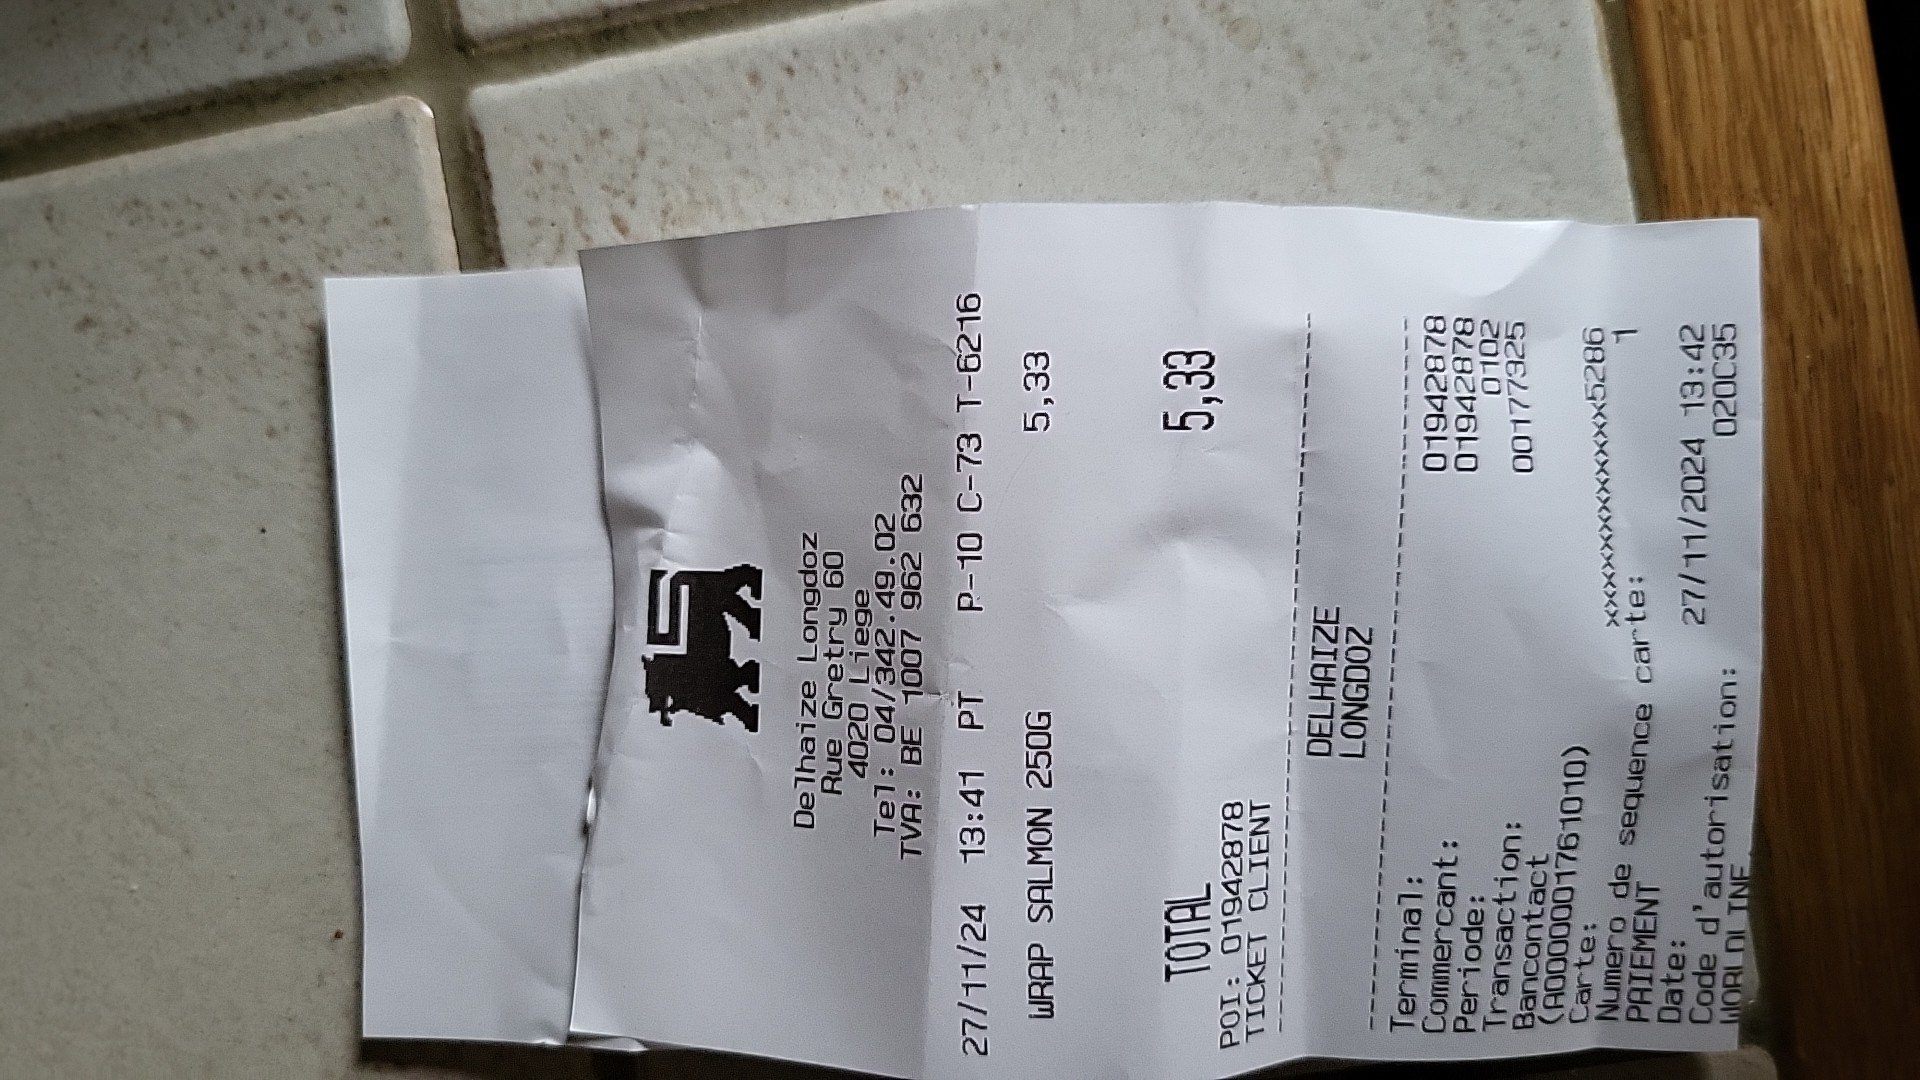 Delhaize Longdoz
Rue Gretry 60
4020 Liege
Tel: 04/342.49.02
TVA: BE 1007 962 632
27/11/24 13:41 PT P-10 C-73 T-6216
WRAP SALMON 250G 5,33
TOTAL 5,33
POI: 01942878
TICKET CLIENT
--------------------------------
DELHAIZE
LONGDOZ
--------------------------------
Terminal: 01942878
Commercant: 01942878
Periode: 0102
Transaction: 00177325
Bancontact
(A0000001761010)
Carte: xxxxxxxxxxxxxxx5286
Numero de sequence carte: 1
PAIEMENT
Date: 27/11/2024 13:42
Code d'autorisation: 020C35
WORLDLINE